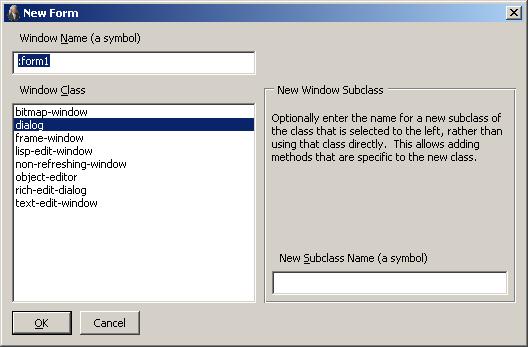 New Form
Window Name (a symbol)
:form1
Window Class
bitmap-window
dialog
frame-window
lisp-edit-window
non-refreshing-window
object-editor
rich-edit-dialog
text-edit-window
New Window Subclass
Optionally enter the name for a new subclass of
the class that is selected to the left, rather than
using that class directly.  This allows adding
methods that are specific to the new class.
New Subclass Name (a symbol)
OK
Cancel